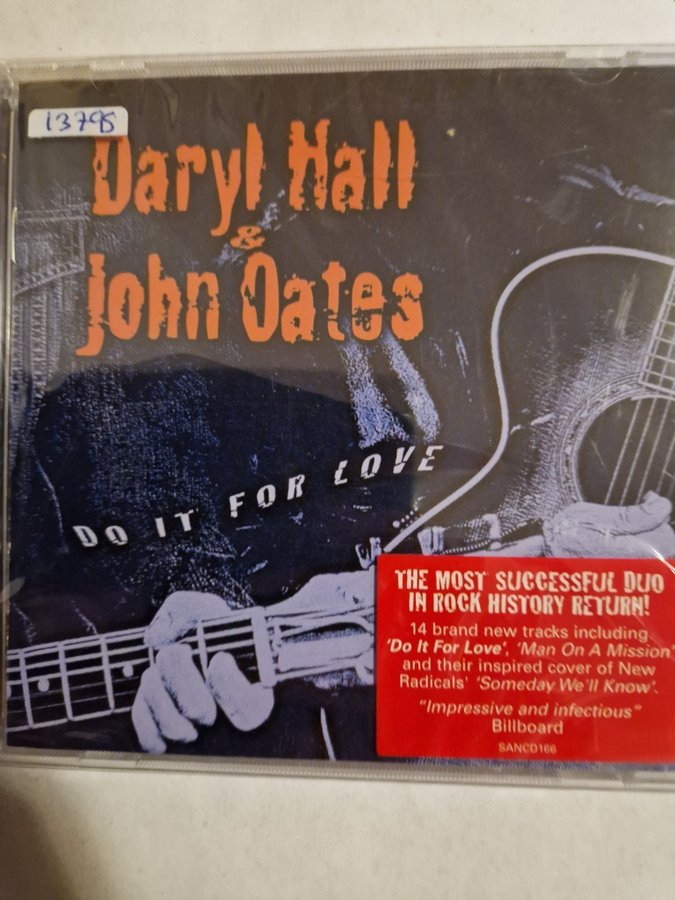 13795
Daryl Hall
&
John Oates
DO IT FOR LOVE
THE MOST SUCCESSFUL DUO
IN ROCK HISTORY RETURN!
14 brand new tracks including
'Do It For Love', 'Man On A Mission'
and their inspired cover of New
Radicals' 'Someday We'll Know'.
"Impressive and infectious"
Billboard
SANCD166